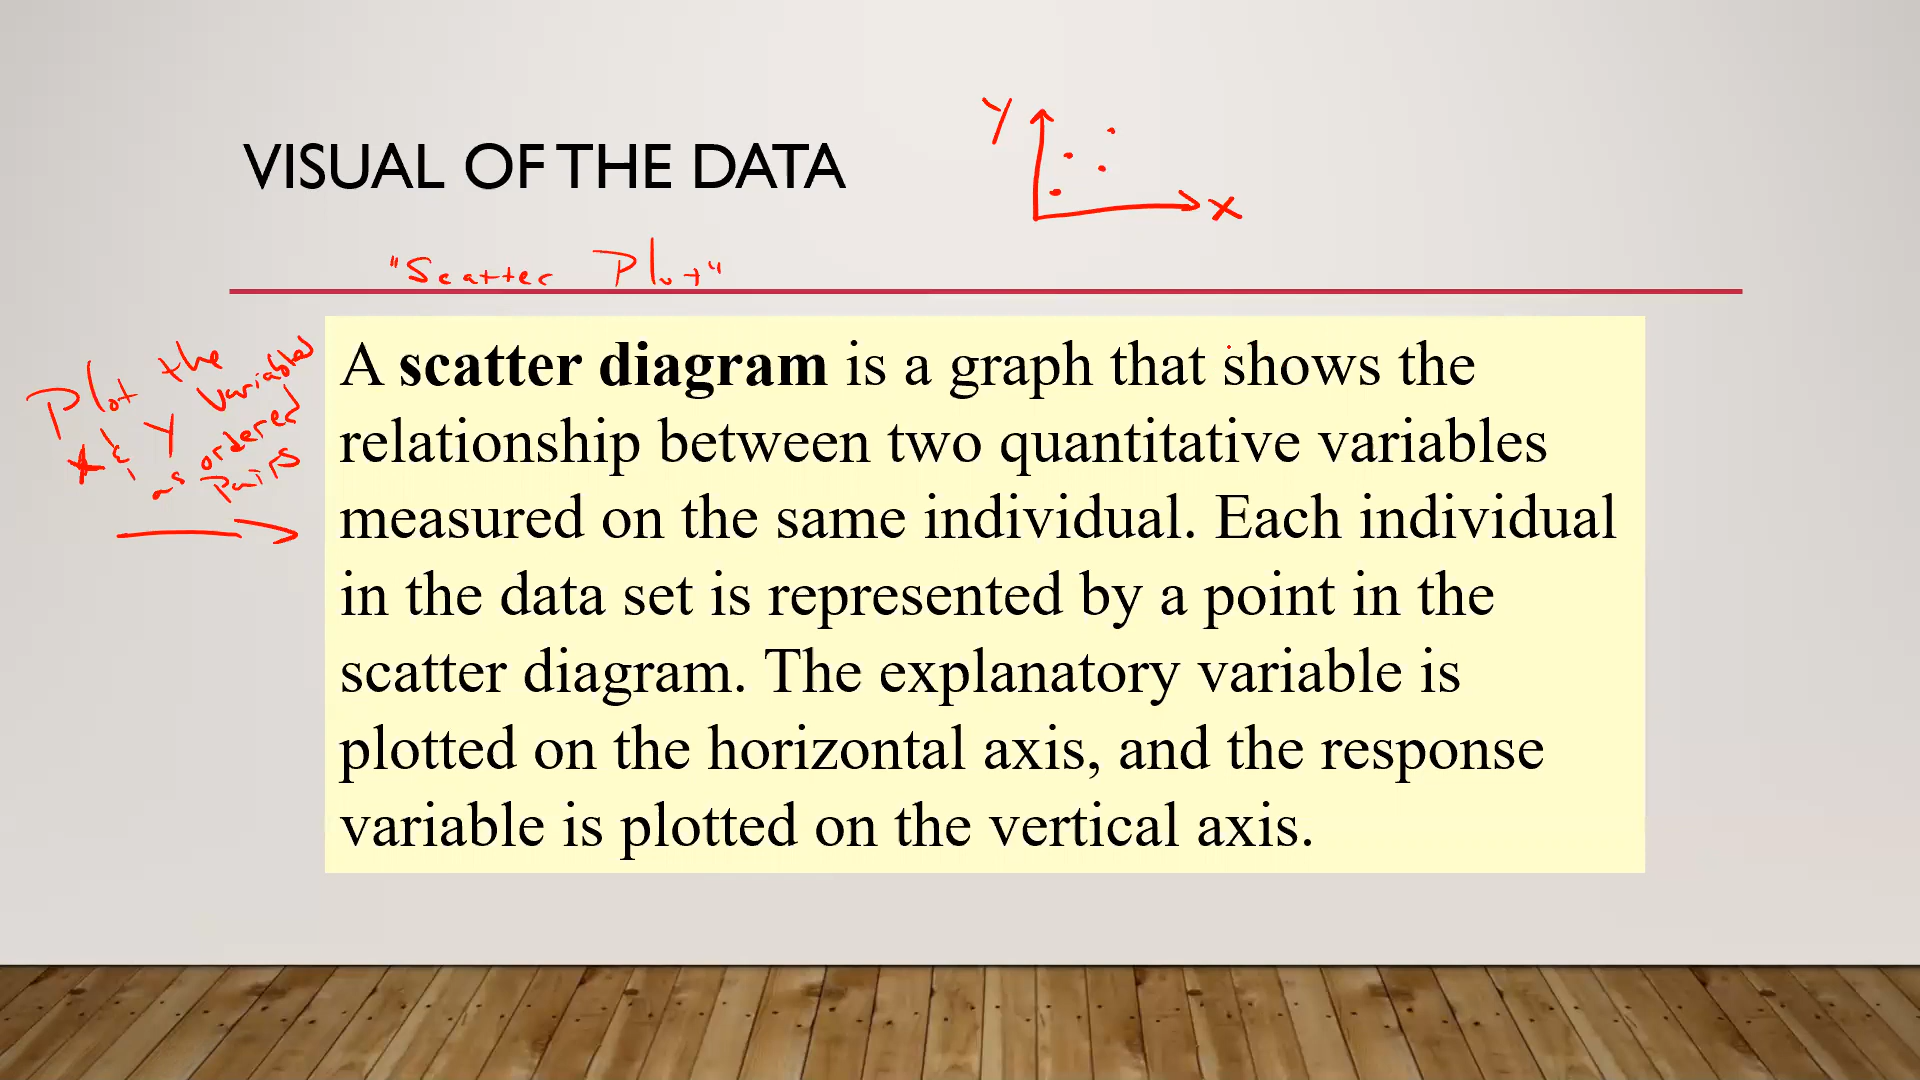 VISUAL OF THE DATA
Y
X
"Scatter Plot"
Plot the
X & Y variables
as ordered
pairs
A scatter diagram is a graph that shows the
relationship between two quantitative variables
measured on the same individual. Each individual
in the data set is represented by a point in the
scatter diagram. The explanatory variable is
plotted on the horizontal axis, and the response
variable is plotted on the vertical axis.